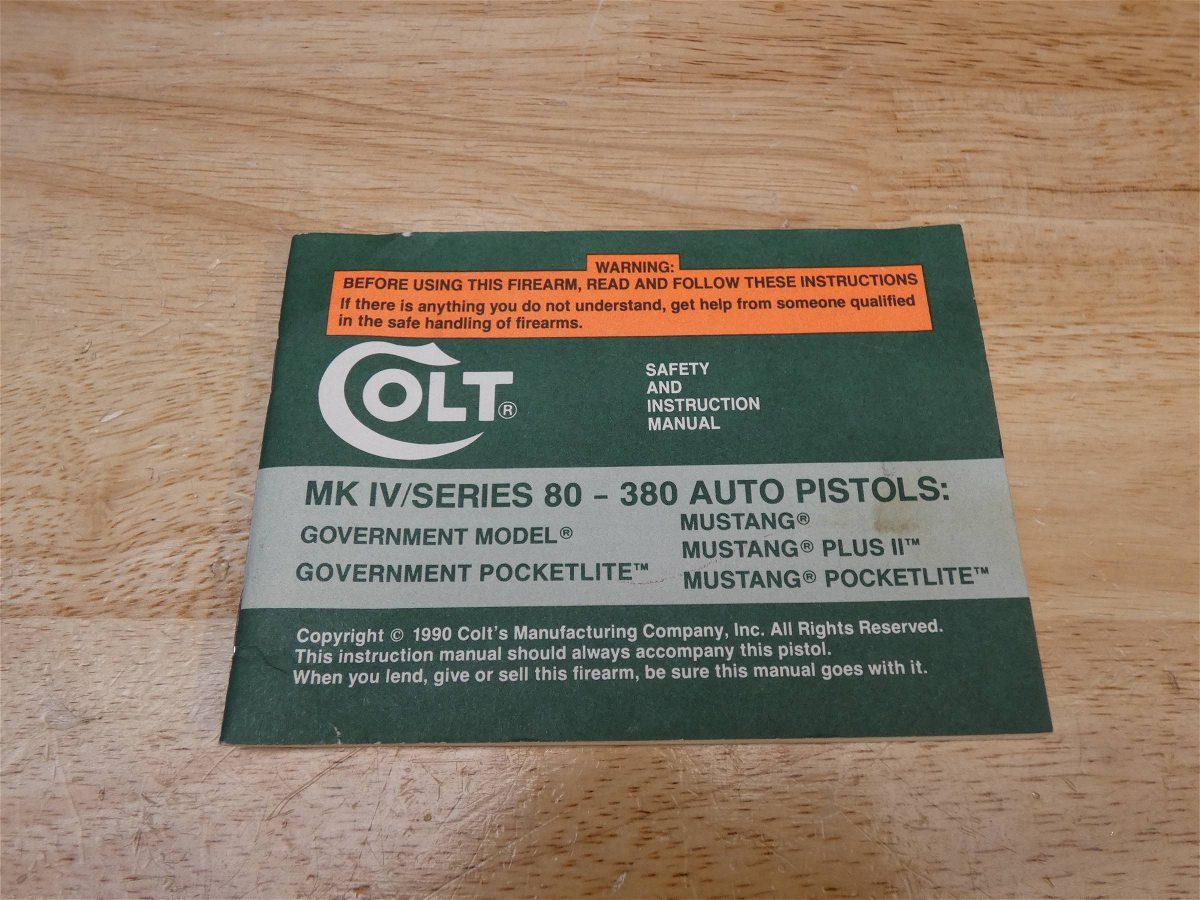 WARNING:
BEFORE USING THIS FIREARM, READ AND FOLLOW THESE INSTRUCTIONS
If there is anything you do not understand, get help from someone qualified
in the safe handling of firearms.
COLT®
SAFETY
AND
INSTRUCTION
MANUAL
MK IV/SERIES 80 – 380 AUTO PISTOLS:
GOVERNMENT MODEL®
GOVERNMENT POCKETLITE™
MUSTANG®
MUSTANG® PLUS II™
MUSTANG® POCKETLITE™
Copyright © 1990 Colt's Manufacturing Company, Inc. All Rights Reserved.
This instruction manual should always accompany this pistol.
When you lend, give or sell this firearm, be sure this manual goes with it.